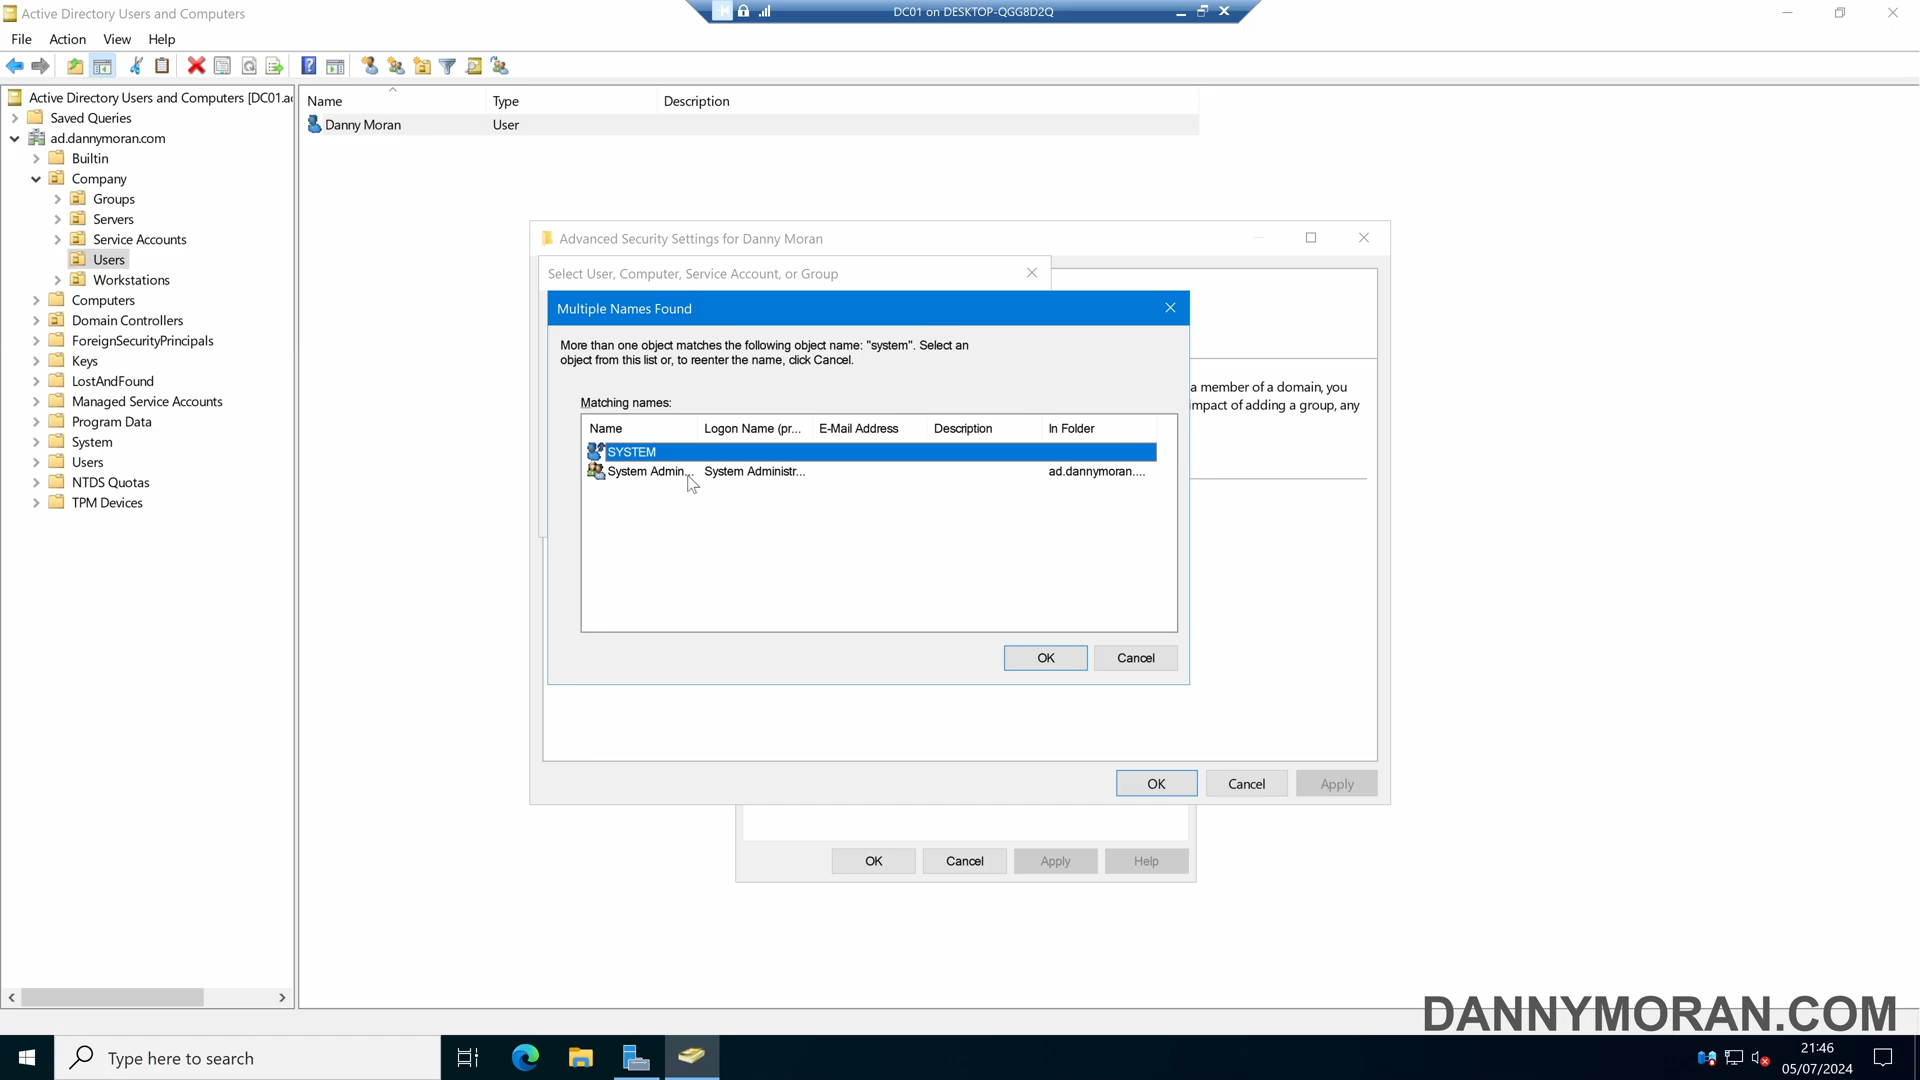 Active Directory Users and Computers
DC01 on DESKTOP-QGG8D2Q
File Action View Help
Active Directory Users and Computers [DC01.ac
Saved Queries
ad.dannymoran.com
Builtin
Company
Groups
Servers
Service Accounts
Users
Workstations
Computers
Domain Controllers
ForeignSecurityPrincipals
Keys
LostAndFound
Managed Service Accounts
Program Data
System
Users
NTDS Quotas
TPM Devices
Name Type Description
Danny Moran User
Advanced Security Settings for Danny Moran
Select User, Computer, Service Account, or Group
Multiple Names Found
More than one object matches the following object name: "system". Select an
object from this list or, to reenter the name, click Cancel.
Matching names:
Name Logon Name (pr... E-Mail Address Description In Folder
SYSTEM
System Admin... System Administr... ad.dannymoran....
OK Cancel
a member of a domain, you
impact of adding a group, any
OK Cancel Apply
OK Cancel Apply Help
DANNYMORAN.COM
Type here to search
21:46
05/07/2024